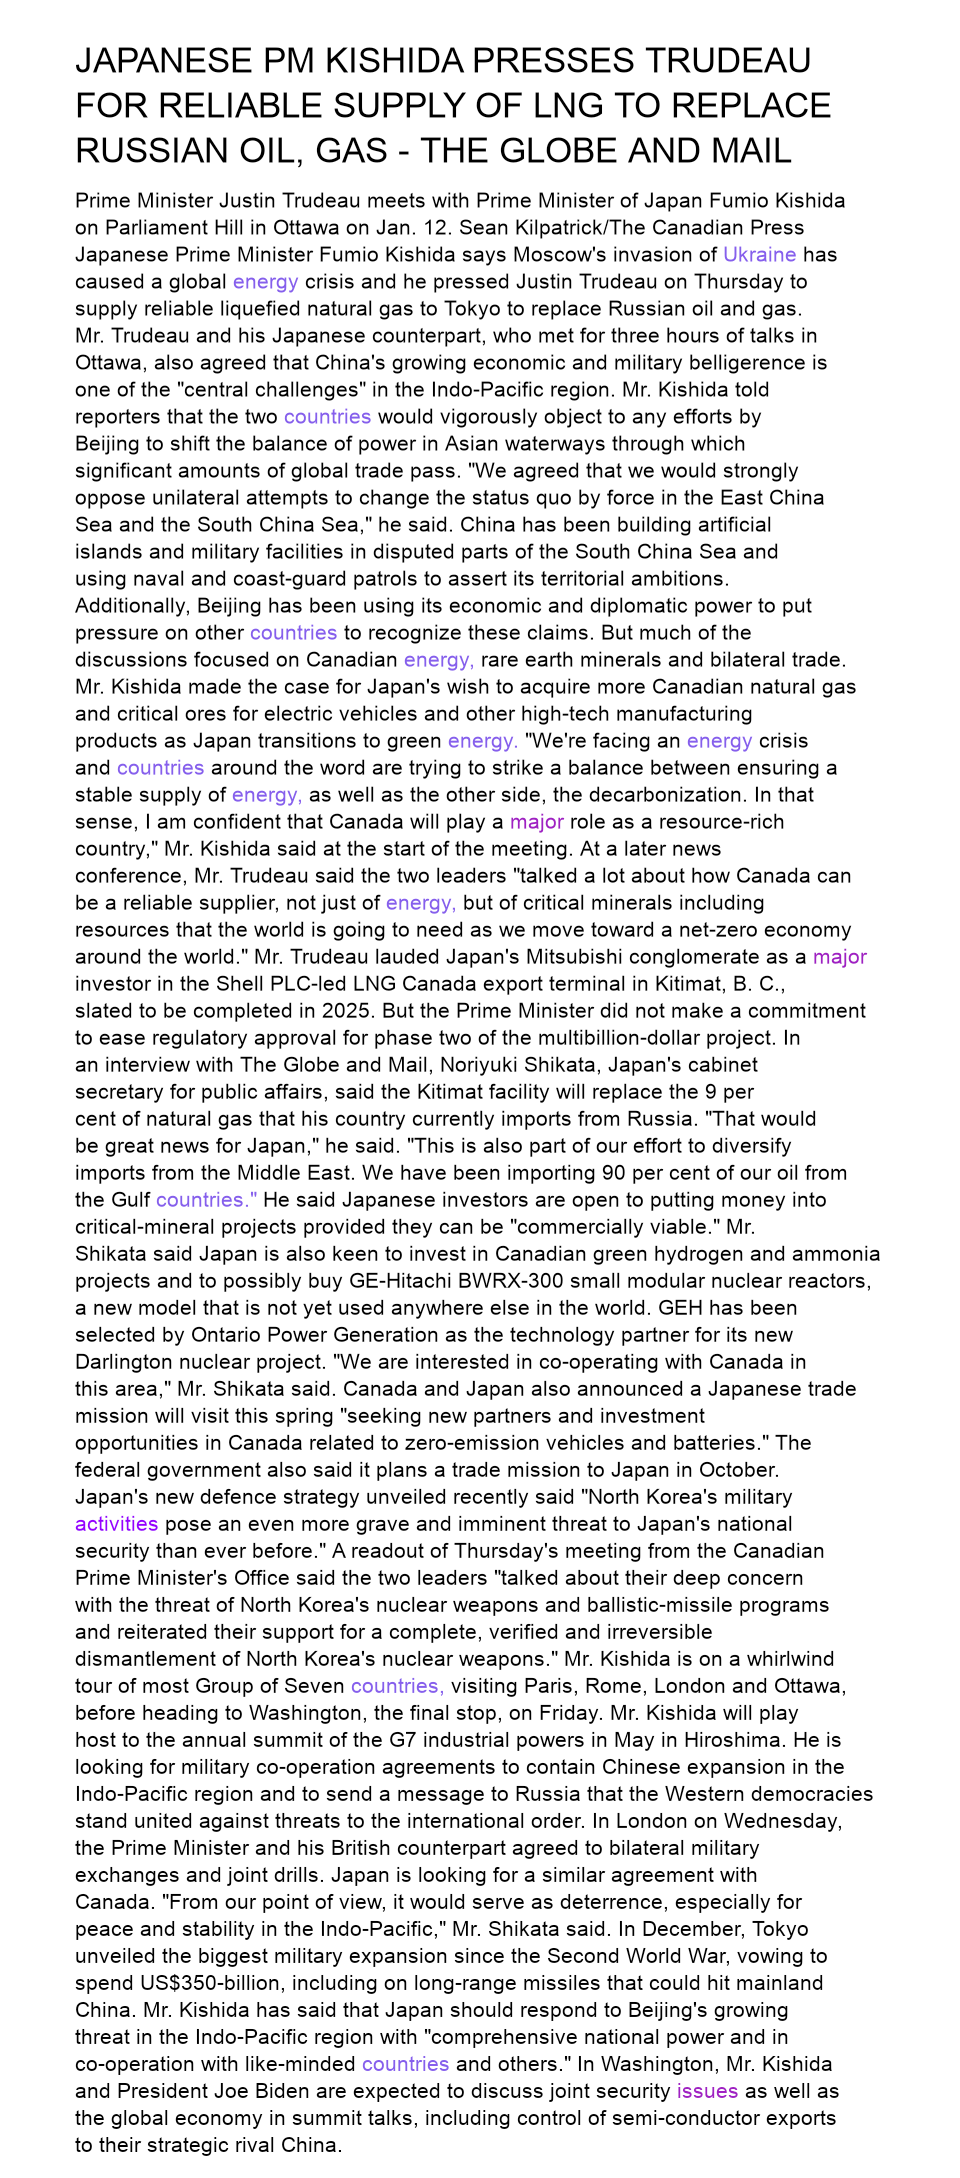 JAPANESE PM KISHIDA PRESSES TRUDEAU
FOR RELIABLE SUPPLY OF LNG TO REPLACE
RUSSIAN OIL, GAS - THE GLOBE AND MAIL
Prime Minister Justin Trudeau meets with Prime Minister of Japan Fumio Kishida
on Parliament Hill in Ottawa on Jan. 12. Sean Kilpatrick/The Canadian Press
Japanese Prime Minister Fumio Kishida says Moscow's invasion of Ukraine has
caused a global energy crisis and he pressed Justin Trudeau on Thursday to
supply reliable liquefied natural gas to Tokyo to replace Russian oil and gas.
Mr. Trudeau and his Japanese counterpart, who met for three hours of talks in
Ottawa, also agreed that China's growing economic and military belligerence is
one of the "central challenges" in the Indo-Pacific region. Mr. Kishida told
reporters that the two countries would vigorously object to any efforts by
Beijing to shift the balance of power in Asian waterways through which
significant amounts of global trade pass. "We agreed that we would strongly
oppose unilateral attempts to change the status quo by force in the East China
Sea and the South China Sea," he said. China has been building artificial
islands and military facilities in disputed parts of the South China Sea and
using naval and coast-guard patrols to assert its territorial ambitions.
Additionally, Beijing has been using its economic and diplomatic power to put
pressure on other countries to recognize these claims. But much of the
discussions focused on Canadian energy, rare earth minerals and bilateral trade.
Mr. Kishida made the case for Japan's wish to acquire more Canadian natural gas
and critical ores for electric vehicles and other high-tech manufacturing
products as Japan transitions to green energy. "We're facing an energy crisis
and countries around the word are trying to strike a balance between ensuring a
stable supply of energy, as well as the other side, the decarbonization. In that
sense, I am confident that Canada will play a major role as a resource-rich
country," Mr. Kishida said at the start of the meeting. At a later news
conference, Mr. Trudeau said the two leaders "talked a lot about how Canada can
be a reliable supplier, not just of energy, but of critical minerals including
resources that the world is going to need as we move toward a net-zero economy
around the world." Mr. Trudeau lauded Japan's Mitsubishi conglomerate as a major
investor in the Shell PLC-led LNG Canada export terminal in Kitimat, B. C.,
slated to be completed in 2025. But the Prime Minister did not make a commitment
to ease regulatory approval for phase two of the multibillion-dollar project. In
an interview with The Globe and Mail, Noriyuki Shikata, Japan's cabinet
secretary for public affairs, said the Kitimat facility will replace the 9 per
cent of natural gas that his country currently imports from Russia. "That would
be great news for Japan," he said. "This is also part of our effort to diversify
imports from the Middle East. We have been importing 90 per cent of our oil from
the Gulf countries." He said Japanese investors are open to putting money into
critical-mineral projects provided they can be "commercially viable." Mr.
Shikata said Japan is also keen to invest in Canadian green hydrogen and ammonia
projects and to possibly buy GE-Hitachi BWRX-300 small modular nuclear reactors,
a new model that is not yet used anywhere else in the world. GEH has been
selected by Ontario Power Generation as the technology partner for its new
Darlington nuclear project. "We are interested in co-operating with Canada in
this area," Mr. Shikata said. Canada and Japan also announced a Japanese trade
mission will visit this spring "seeking new partners and investment
opportunities in Canada related to zero-emission vehicles and batteries." The
federal government also said it plans a trade mission to Japan in October.
Japan's new defence strategy unveiled recently said "North Korea's military
activities pose an even more grave and imminent threat to Japan's national
security than ever before." A readout of Thursday's meeting from the Canadian
Prime Minister's Office said the two leaders "talked about their deep concern
with the threat of North Korea's nuclear weapons and ballistic-missile programs
and reiterated their support for a complete, verified and irreversible
dismantlement of North Korea's nuclear weapons." Mr. Kishida is on a whirlwind
tour of most Group of Seven countries, visiting Paris, Rome, London and Ottawa,
before heading to Washington, the final stop, on Friday. Mr. Kishida will play
host to the annual summit of the G7 industrial powers in May in Hiroshima. He is
looking for military co-operation agreements to contain Chinese expansion in the
Indo-Pacific region and to send a message to Russia that the Western democracies
stand united against threats to the international order. In London on Wednesday,
the Prime Minister and his British counterpart agreed to bilateral military
exchanges and joint drills. Japan is looking for a similar agreement with
Canada. "From our point of view, it would serve as deterrence, especially for
peace and stability in the Indo-Pacific," Mr. Shikata said. In December, Tokyo
unveiled the biggest military expansion since the Second World War, vowing to
spend US$350-billion, including on long-range missiles that could hit mainland
China. Mr. Kishida has said that Japan should respond to Beijing's growing
threat in the Indo-Pacific region with "comprehensive national power and in
co-operation with like-minded countries and others." In Washington, Mr. Kishida
and President Joe Biden are expected to discuss joint security issues as well as
the global economy in summit talks, including control of semi-conductor exports
to their strategic rival China.